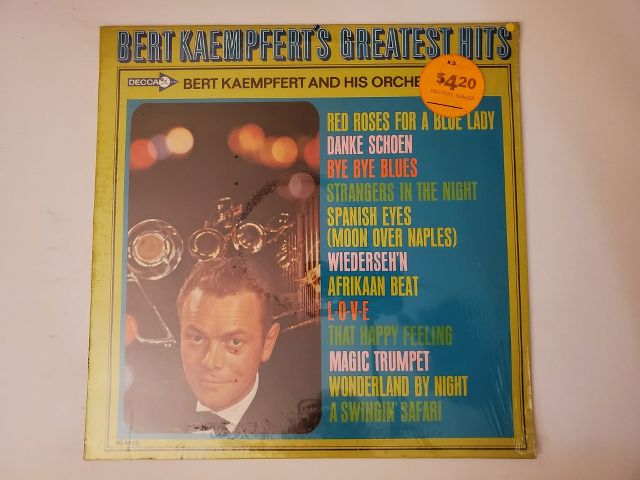 BERT KAEMPFERT'S GREATEST HITS
DECCA BERT KAEMPFERT AND HIS
$4.20
FACTORY SEALED
RED ROSES FOR A BLUE LADY
DANKE SCHOEN
BYE BYE BLUES
STRANGERS IN THE NIGHT
SPANISH EYES
(MOON OVER NAPLES)
WIEDERSEH'N
AFRIKAAN BEAT
L-O-V-E
THAT HAPPY FEELING
MAGIC TRUMPET
WONDERLAND BY NIGHT
A SWINGIN' SAFARI